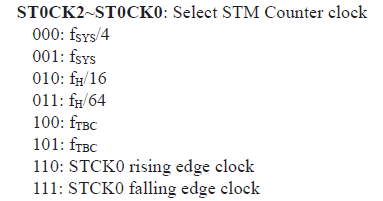 ST0CK2~ST0CK0: Select STM Counter clock
000: fSYS/4
001: fSYS
010: fH/16
011: fH/64
100: fTBC
101: fTBC
110: STCK0 rising edge clock
111: STCK0 falling edge clock